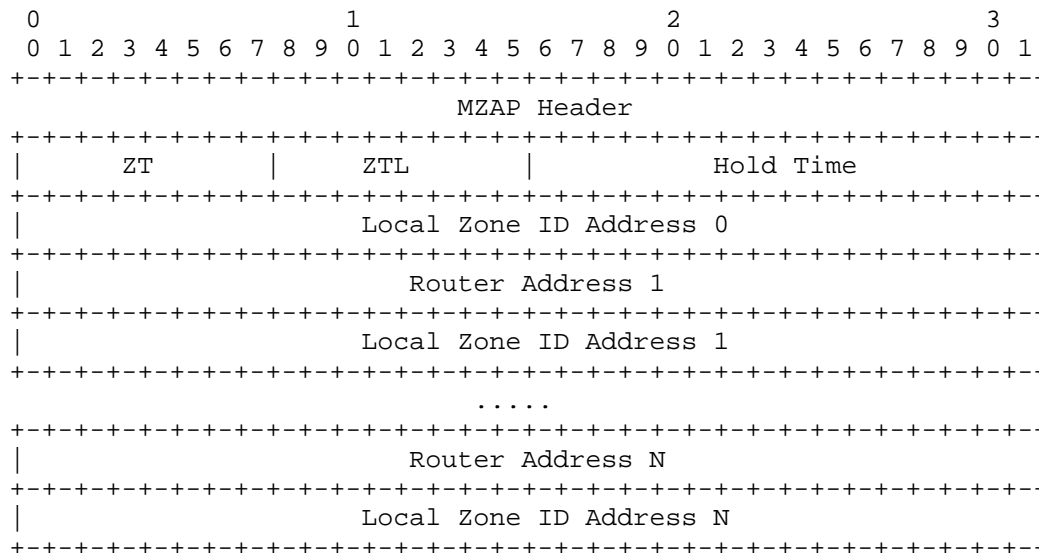 0                   1                   2                   3
 0 1 2 3 4 5 6 7 8 9 0 1 2 3 4 5 6 7 8 9 0 1 2 3 4 5 6 7 8 9 0 1
+-+-+-+-+-+-+-+-+-+-+-+-+-+-+-+-+-+-+-+-+-+-+-+-+-+-+-+-+-+-+-+--
                            MZAP Header
+-+-+-+-+-+-+-+-+-+-+-+-+-+-+-+-+-+-+-+-+-+-+-+-+-+-+-+-+-+-+-+--
|      ZT       |     ZTL       |           Hold Time
+-+-+-+-+-+-+-+-+-+-+-+-+-+-+-+-+-+-+-+-+-+-+-+-+-+-+-+-+-+-+-+--
|                     Local Zone ID Address 0
+-+-+-+-+-+-+-+-+-+-+-+-+-+-+-+-+-+-+-+-+-+-+-+-+-+-+-+-+-+-+-+--
|                        Router Address 1
+-+-+-+-+-+-+-+-+-+-+-+-+-+-+-+-+-+-+-+-+-+-+-+-+-+-+-+-+-+-+-+--
|                     Local Zone ID Address 1
+-+-+-+-+-+-+-+-+-+-+-+-+-+-+-+-+-+-+-+-+-+-+-+-+-+-+-+-+-+-+-+--
                             .....
+-+-+-+-+-+-+-+-+-+-+-+-+-+-+-+-+-+-+-+-+-+-+-+-+-+-+-+-+-+-+-+--
|                        Router Address N
+-+-+-+-+-+-+-+-+-+-+-+-+-+-+-+-+-+-+-+-+-+-+-+-+-+-+-+-+-+-+-+--
|                     Local Zone ID Address N
+-+-+-+-+-+-+-+-+-+-+-+-+-+-+-+-+-+-+-+-+-+-+-+-+-+-+-+-+-+-+-+--